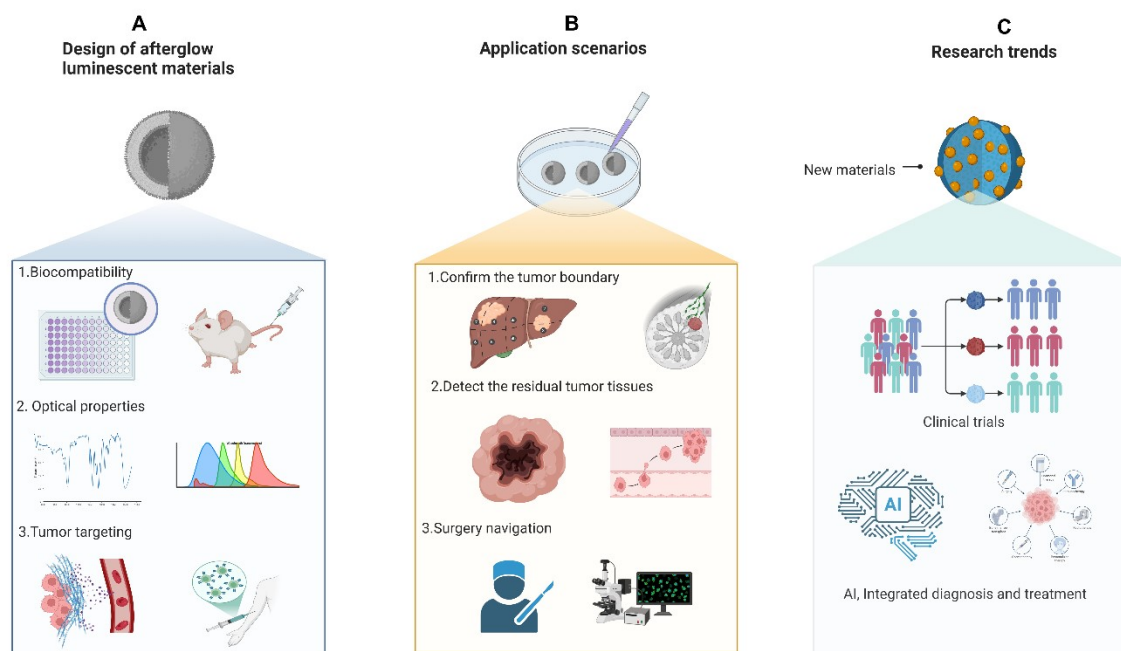 A
Design of afterglow
luminescent materials
1.Biocompatibility
2. Optical properties
3.Tumor targeting
B
Application scenarios
1.Confirm the tumor boundary
2.Detect the residual tumor tissues
3.Surgery navigation
C
Research trends
New materials
Clinical trials
AI
AI, Integrated diagnosis and treatment